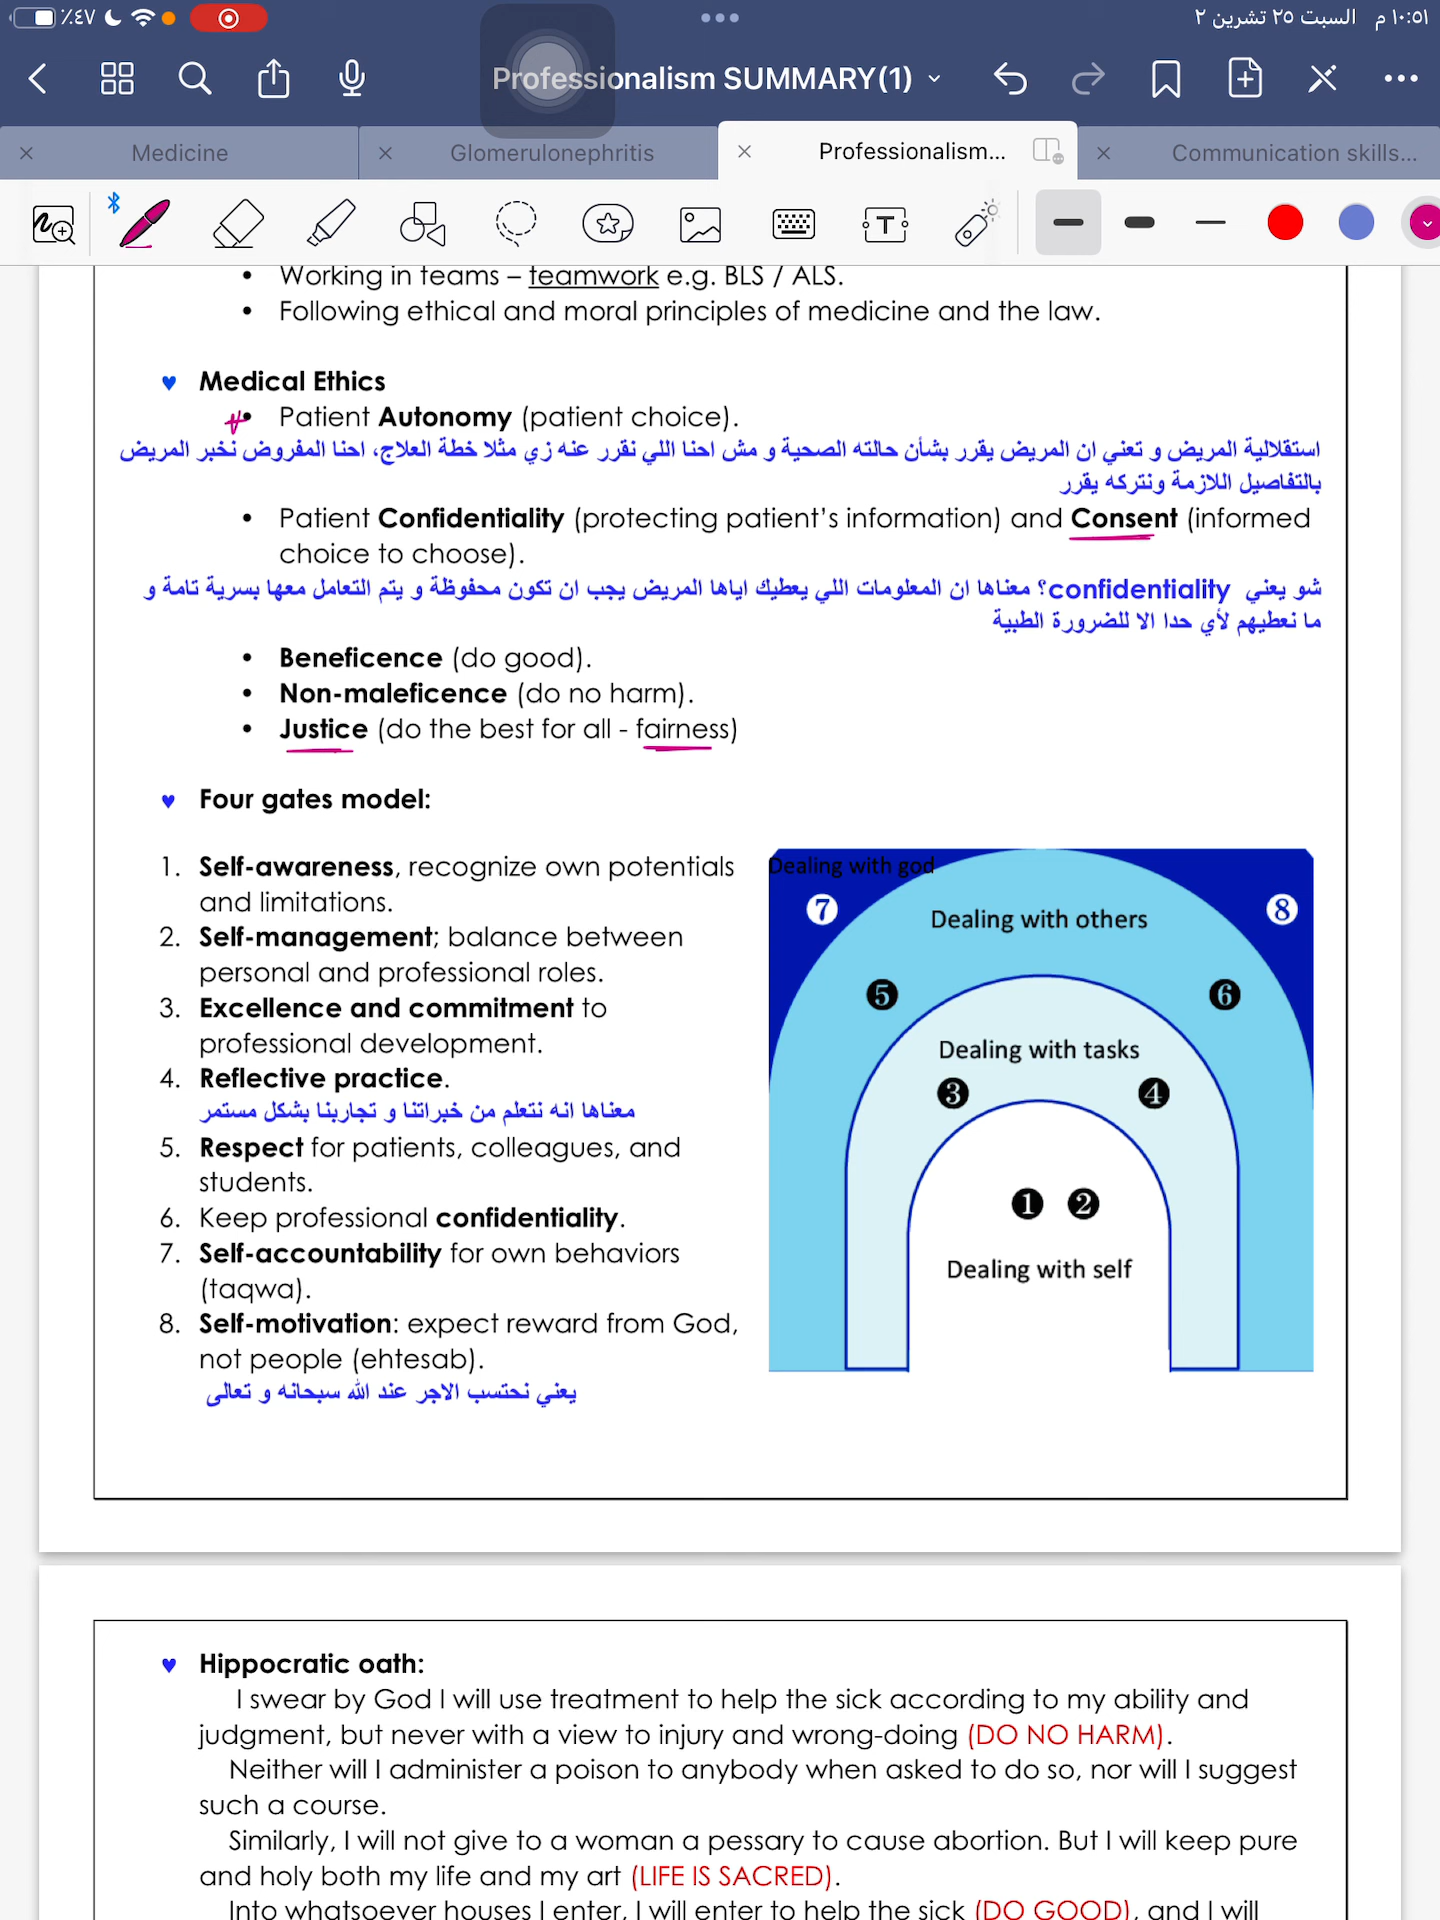 ٪٤٧
١٠:٥١ م السبت ٢٥ تشرين ٢
Professionalism SUMMARY(1)
Medicine
Glomerulonephritis
Professionalism...
Communication skills...
• Working in teams – teamwork e.g. BLS / ALS.
• Following ethical and moral principles of medicine and the law.
♥ Medical Ethics
• Patient Autonomy (patient choice).
استقلالية المريض و تعني ان المريض يقرر بشأن حالته الصحية و مش احنا اللي نقرر عنه زي مثلا خطة العلاج، احنا المفروض نخبر المريض
بالتفاصيل اللازمة ونتركه يقرر
• Patient Confidentiality (protecting patient's information) and Consent (informed
choice to choose).
شو يعني confidentiality؟ معناها ان المعلومات اللي يعطيك اياها المريض يجب ان تكون محفوظة و يتم التعامل معها بسرية تامة و
ما نعطيهم لأي حدا الا للضرورة الطبية
• Beneficence (do good).
• Non-maleficence (do no harm).
• Justice (do the best for all - fairness)
♥ Four gates model:
1. Self-awareness, recognize own potentials
and limitations.
2. Self-management; balance between
personal and professional roles.
3. Excellence and commitment to
professional development.
4. Reflective practice.
معناها انه نتعلم من خبراتنا و تجاربنا بشكل مستمر
5. Respect for patients, colleagues, and
students.
6. Keep professional confidentiality.
7. Self-accountability for own behaviors
(taqwa).
8. Self-motivation: expect reward from God,
not people (ehtesab).
يعني نحتسب الاجر عند الله سبحانه و تعالى
Dealing with god
7
8
Dealing with others
5
6
Dealing with tasks
3
4
1 2
Dealing with self
♥ Hippocratic oath:
I swear by God I will use treatment to help the sick according to my ability and
judgment, but never with a view to injury and wrong-doing (DO NO HARM).
Neither will I administer a poison to anybody when asked to do so, nor will I suggest
such a course.
Similarly, I will not give to a woman a pessary to cause abortion. But I will keep pure
and holy both my life and my art (LIFE IS SACRED).
Into whatsoever houses I enter, I will enter to help the sick (DO GOOD), and I will